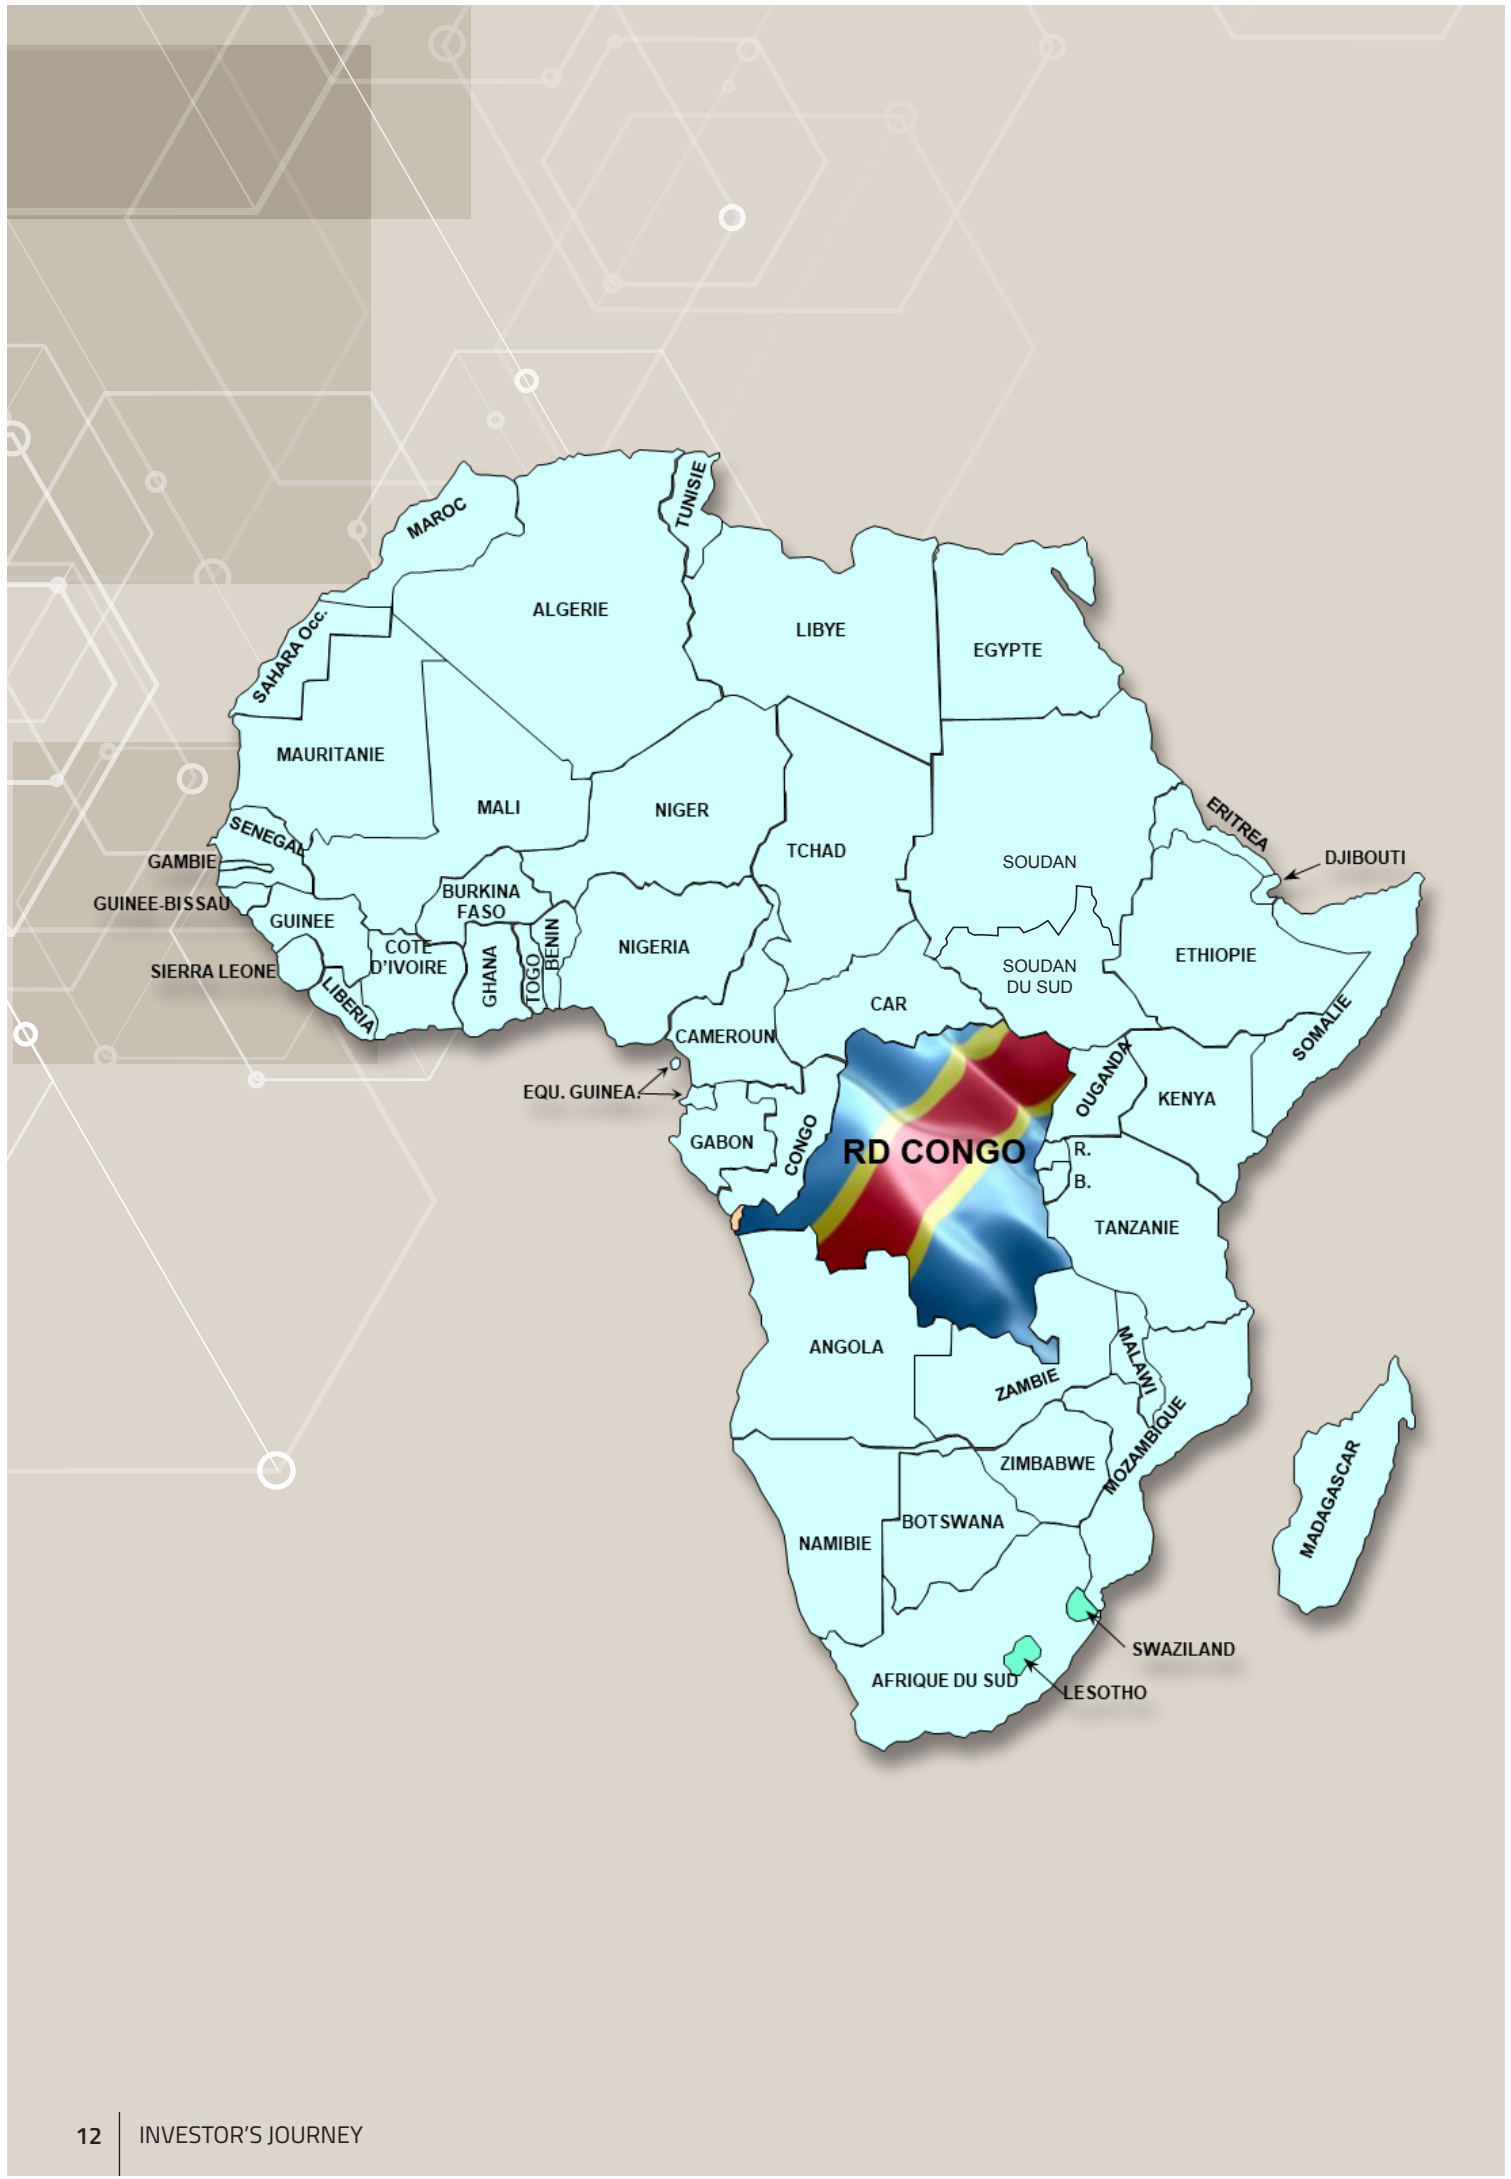 TUNISIE
MAROC
ALGERIE
LIBYE
EGYPTE
SAHARA Occ.
MAURITANIE
MALI
NIGER
TCHAD
SOUDAN
ERITREA
DJIBOUTI
SENEGAL
GAMBIE
GUINEE-BISSAU
GUINEE
BURKINA
FASO
SIERRA LEONE
LIBERIA
COTE
D'IVOIRE
GHANA
TOGO
BENIN
NIGERIA
SOUDAN
DU SUD
ETHIOPIE
SOMALIE
CAR
CAMEROUN
EQU. GUINEA.
GABON
CONGO
RD CONGO
OUGANDA
KENYA
R.
B.
TANZANIE
ANGOLA
ZAMBIE
MALAWI
MOZAMBIQUE
MADAGASCAR
ZIMBABWE
BOTSWANA
NAMIBIE
SWAZILAND
AFRIQUE DU SUD
LESOTHO
12
INVESTOR'S JOURNEY